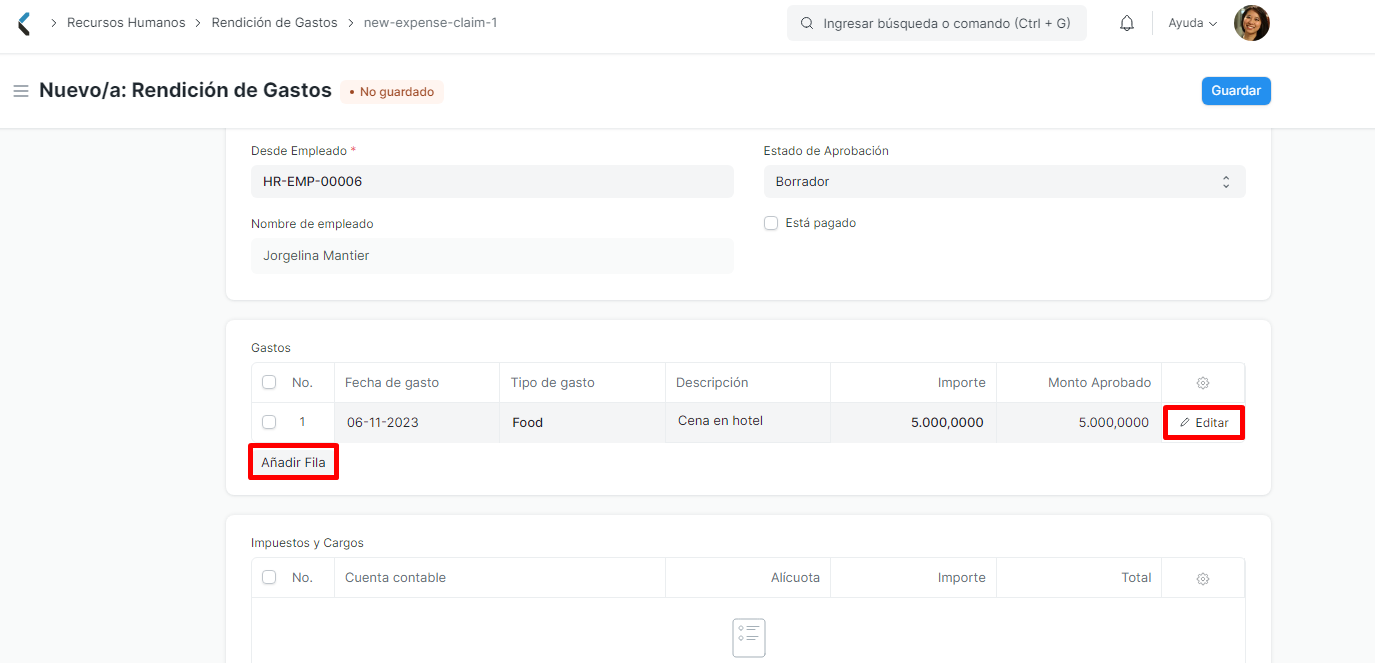 Recursos Humanos > Rendición de Gastos > new-expense-claim-1
Ingresar búsqueda o comando (Ctrl + G)
Ayuda
Nuevo/a: Rendición de Gastos
• No guardado
Guardar
Desde Empleado *
Estado de Aprobación
HR-EMP-00006
Borrador
Nombre de empleado
Está pagado
Jorgelina Mantier
Gastos
No. Fecha de gasto Tipo de gasto Descripción Importe Monto Aprobado
1 06-11-2023 Food Cena en hotel 5.000,0000 5.000,0000 Editar
Añadir Fila
Impuestos y Cargos
No. Cuenta contable Alícuota Importe Total